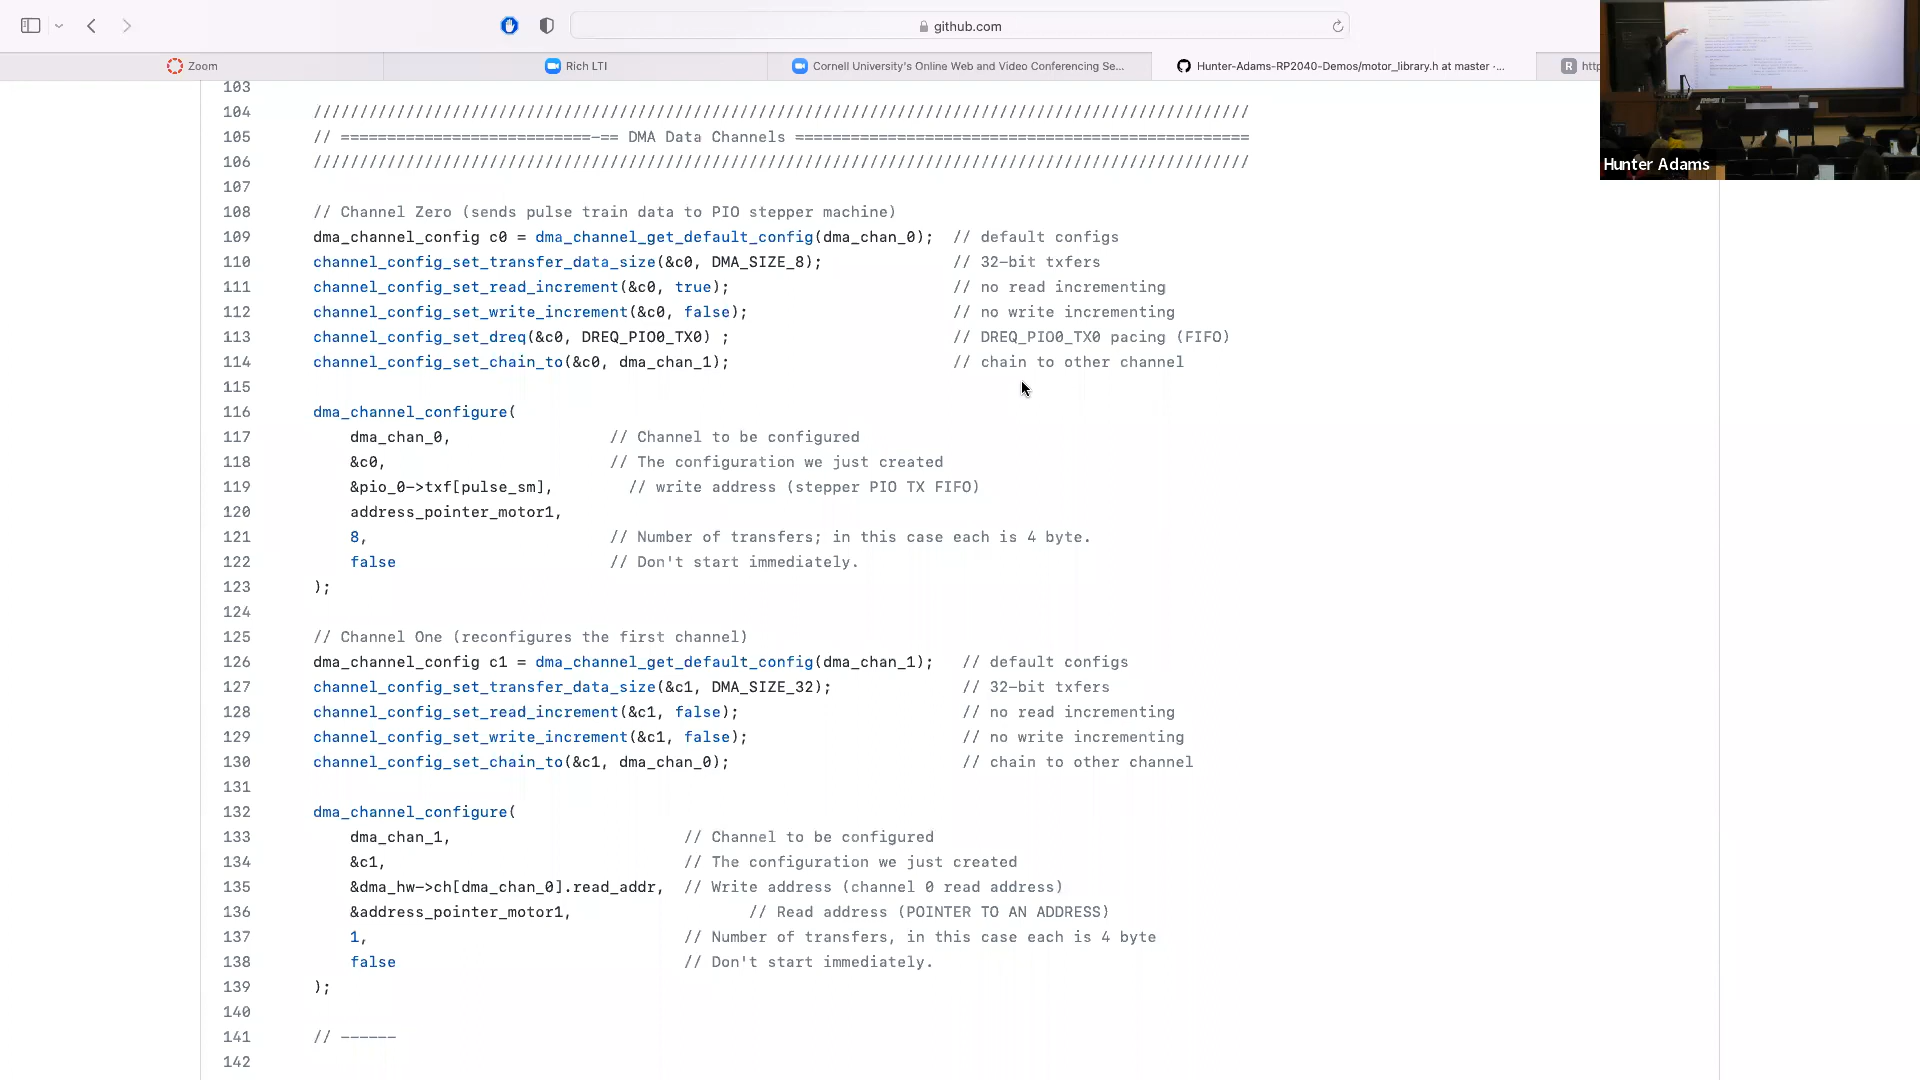 github.com
Zoom
Rich LTI
Cornell University's Online Web and Video Conferencing Se...
Hunter-Adams-RP2040-Demos/motor_library.h at master ·...
R
Hunter Adams
103
104 ////////////////////////////////////////////////////////////////////////////////////////////////////
105 // ===========================—== DMA Data Channels =================================================
106 ////////////////////////////////////////////////////////////////////////////////////////////////////
107
108 // Channel Zero (sends pulse train data to PIO stepper machine)
109 dma_channel_config c0 = dma_channel_get_default_config(dma_chan_0); // default configs
110 channel_config_set_transfer_data_size(&c0, DMA_SIZE_8); // 32-bit txfers
111 channel_config_set_read_increment(&c0, true); // no read incrementing
112 channel_config_set_write_increment(&c0, false); // no write incrementing
113 channel_config_set_dreq(&c0, DREQ_PIO0_TX0) ; // DREQ_PIO0_TX0 pacing (FIFO)
114 channel_config_set_chain_to(&c0, dma_chan_1); // chain to other channel
115
116 dma_channel_configure(
117 dma_chan_0, // Channel to be configured
118 &c0, // The configuration we just created
119 &pio_0->txf[pulse_sm], // write address (stepper PIO TX FIFO)
120 address_pointer_motor1,
121 8, // Number of transfers; in this case each is 4 byte.
122 false // Don't start immediately.
123 );
124
125 // Channel One (reconfigures the first channel)
126 dma_channel_config c1 = dma_channel_get_default_config(dma_chan_1); // default configs
127 channel_config_set_transfer_data_size(&c1, DMA_SIZE_32); // 32-bit txfers
128 channel_config_set_read_increment(&c1, false); // no read incrementing
129 channel_config_set_write_increment(&c1, false); // no write incrementing
130 channel_config_set_chain_to(&c1, dma_chan_0); // chain to other channel
131
132 dma_channel_configure(
133 dma_chan_1, // Channel to be configured
134 &c1, // The configuration we just created
135 &dma_hw->ch[dma_chan_0].read_addr, // Write address (channel 0 read address)
136 &address_pointer_motor1, // Read address (POINTER TO AN ADDRESS)
137 1, // Number of transfers, in this case each is 4 byte
138 false // Don't start immediately.
139 );
140
141 // ------
142